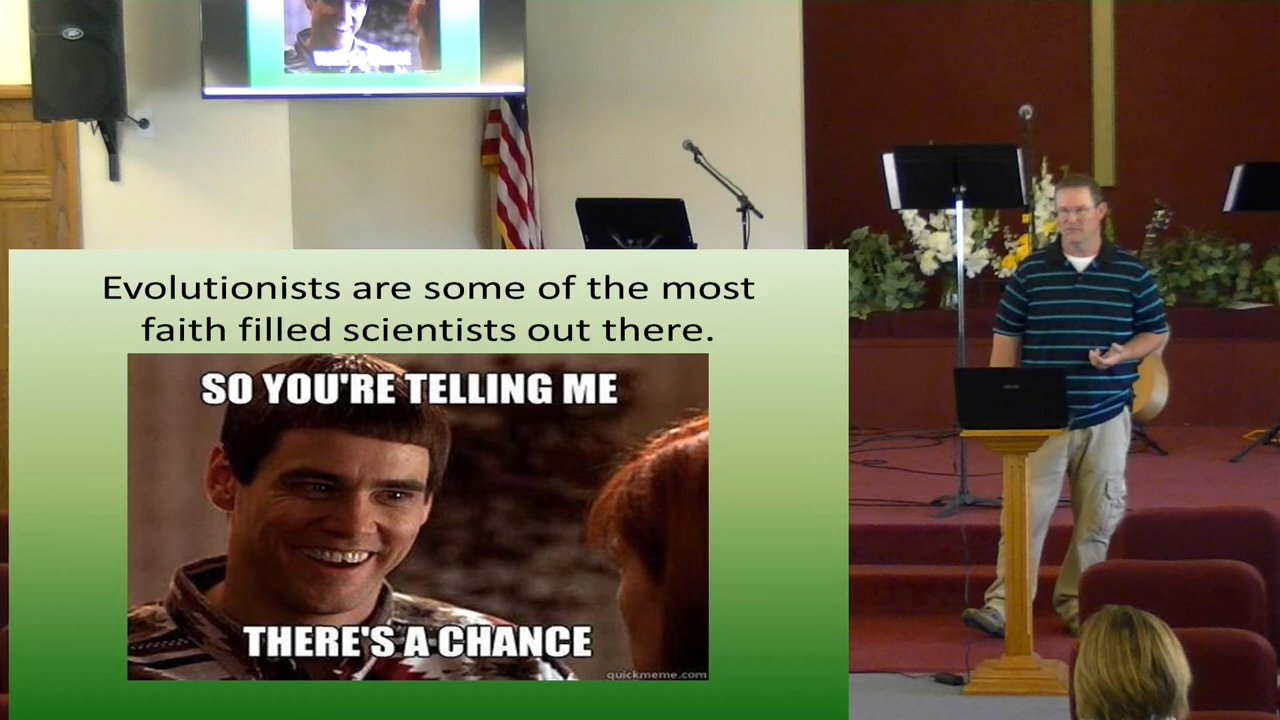 Evolutionists are some of the most
faith filled scientists out there.
SO YOU'RE TELLING ME
THERE'S A CHANCE
quickmeme.com